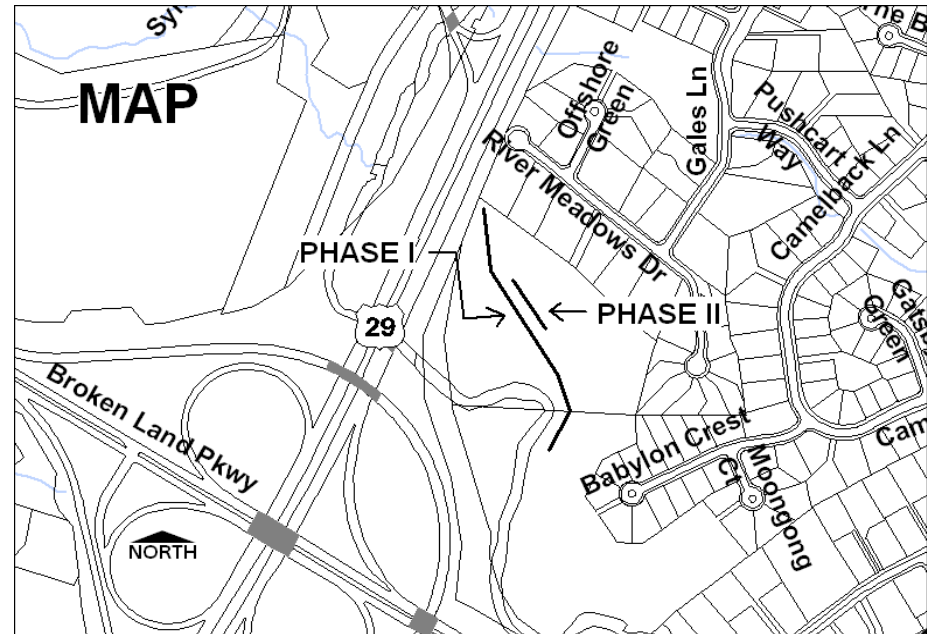 MAP
Offshore
Green
Gales Ln
Pushcart
Way
Camelback Ln
River Meadows Dr
PHASE I
29
PHASE II
Gatsby
Green
Broken Land Pkwy
Babylon Crest
Moongong
Ct
NORTH